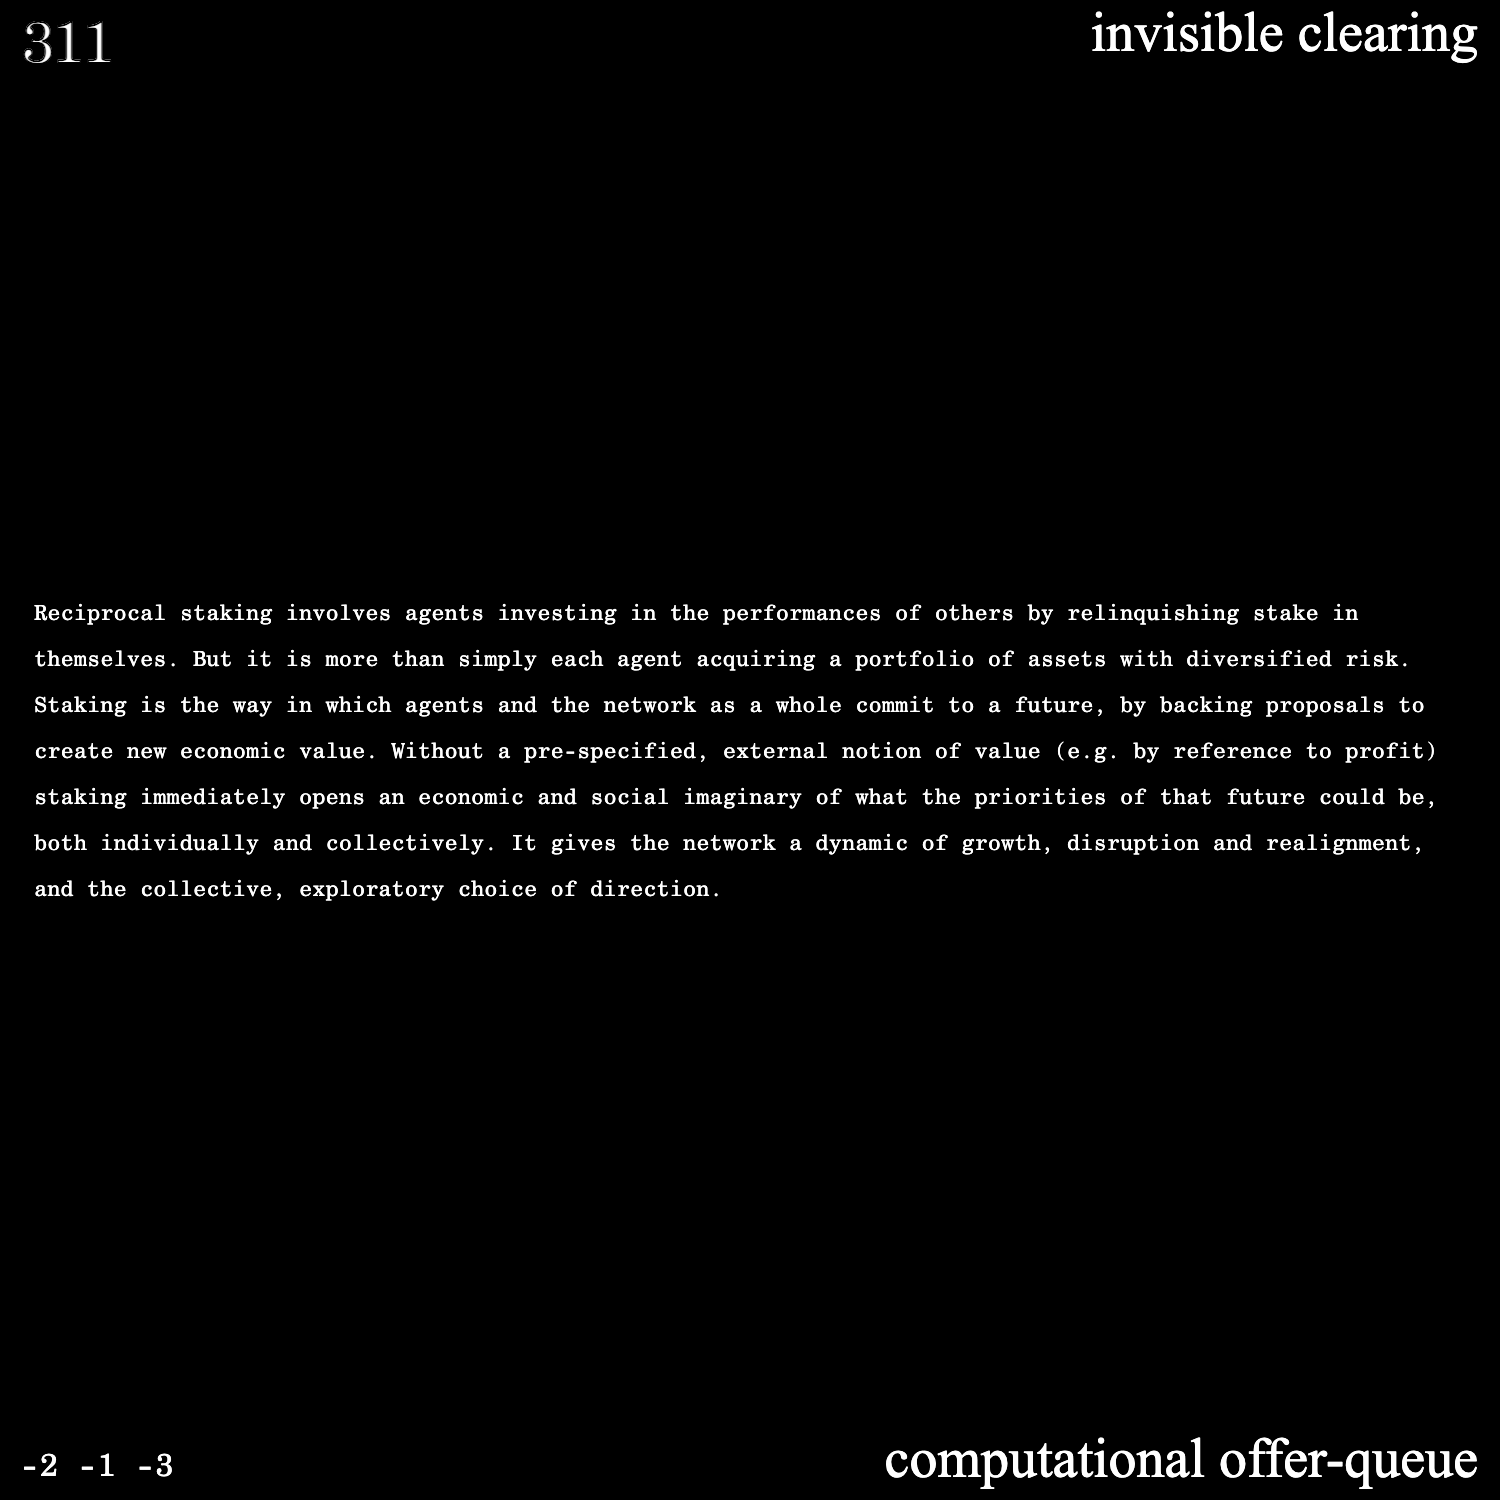 311
invisible clearing
Reciprocal staking involves agents investing in the performances of others by relinquishing stake in
themselves. But it is more than simply each agent acquiring a portfolio of assets with diversified risk.
Staking is the way in which agents and the network as a whole commit to a future, by backing proposals to
create new economic value. Without a pre-specified, external notion of value (e.g. by reference to profit)
staking immediately opens an economic and social imaginary of what the priorities of that future could be,
both individually and collectively. It gives the network a dynamic of growth, disruption and realignment,
and the collective, exploratory choice of direction.
-2 -1 -3
computational offer-queue